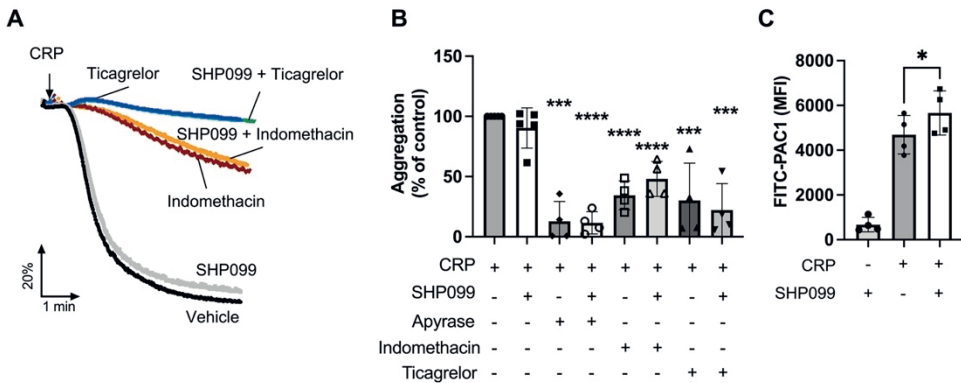 A
CRP
Ticagrelor
SHP099 + Ticagrelor
SHP099 + Indomethacin
Indomethacin
SHP099
Vehicle
20%
1 min
B
Aggregation
(% of control)
150
100
50
0
***
****
****
****
***
***
CRP + + + + + + + +
SHP099 - + - + - + - +
Apyrase - - + + - - - -
Indomethacin - - - - + + - -
Ticagrelor - - - - - - + +
C
FITC-PAC1 (MFI)
8000
6000
4000
2000
0
*
CRP - + +
SHP099 + - +